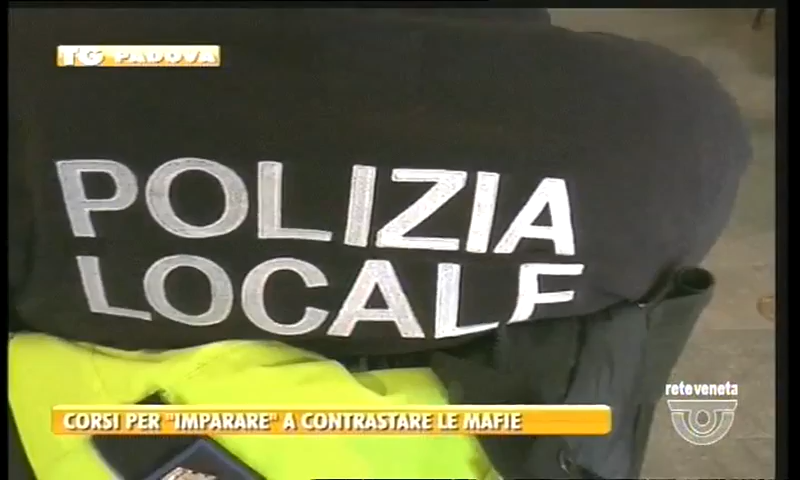 TG PADOVA
POLIZIA
LOCALE
reteveneta
CORSI PER "IMPARARE" A CONTRASTARE LE MAFIE